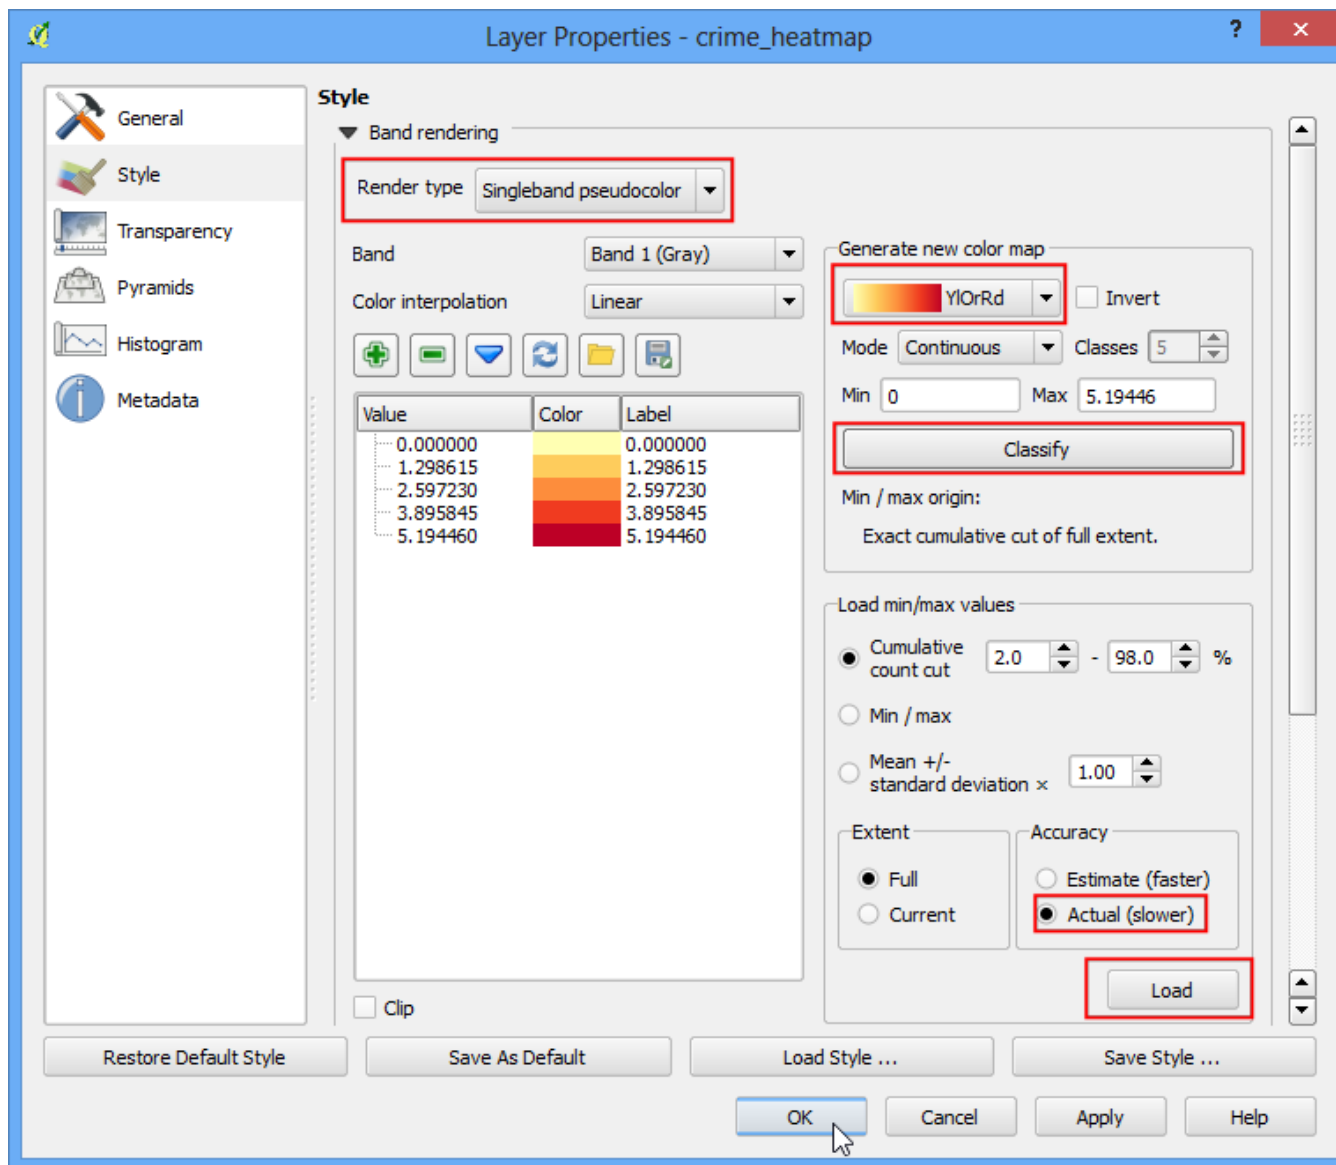 Layer Properties - crime_heatmap
?
General
Style
Transparency
Pyramids
Histogram
Metadata
Style
Band rendering
Render type Singleband pseudocolor
Band Band 1 (Gray)
Color interpolation Linear
Value Color Label
0.000000 0.000000
1.298615 1.298615
2.597230 2.597230
3.895845 3.895845
5.194460 5.194460
Clip
Generate new color map
YlOrRd Invert
Mode Continuous Classes 5
Min 0 Max 5.19446
Classify
Min / max origin:
Exact cumulative cut of full extent.
Load min/max values
Cumulative
count cut 2.0 - 98.0 %
Min / max
Mean +/-
standard deviation × 1.00
Extent
Full
Current
Accuracy
Estimate (faster)
Actual (slower)
Load
Restore Default Style Save As Default Load Style ... Save Style ...
OK Cancel Apply Help